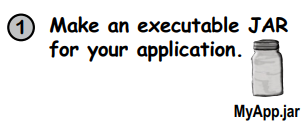 1 Make an executable JAR
for your application.
MyApp.jar